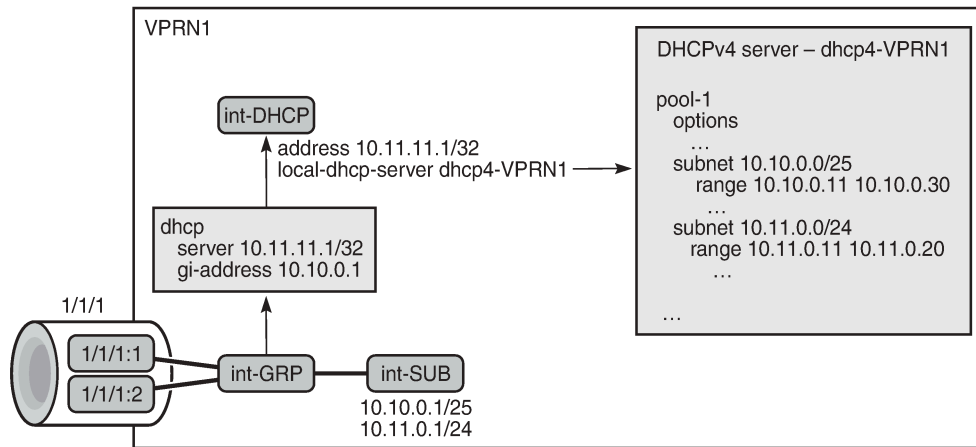 VPRN1
DHCPv4 server – dhcp4-VPRN1
pool-1
options
...
subnet 10.10.0.0/25
range 10.10.0.11 10.10.0.30
...
subnet 10.11.0.0/24
range 10.11.0.11 10.11.0.20
...
...
int-DHCP
address 10.11.11.1/32
local-dhcp-server dhcp4-VPRN1
dhcp
server 10.11.11.1/32
gi-address 10.10.0.1
1/1/1
1/1/1:1
1/1/1:2
int-GRP
int-SUB
10.10.0.1/25
10.11.0.1/24